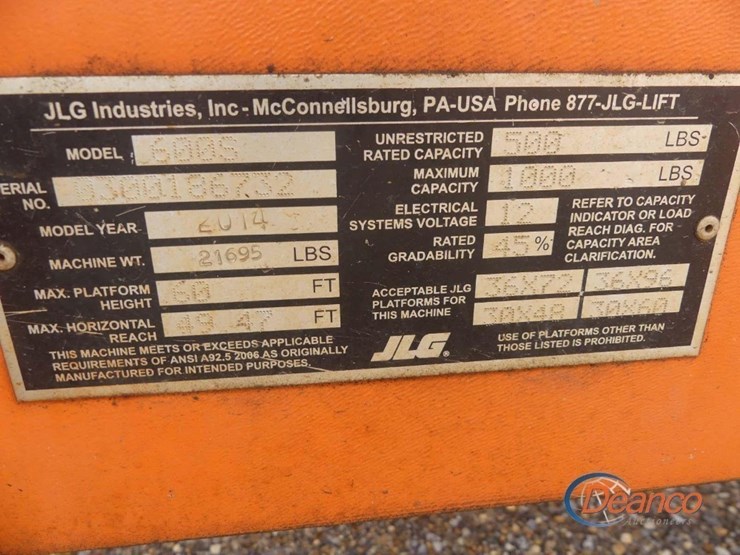 JLG Industries, Inc - McConnellsburg, PA-USA Phone 877-JLG-LIFT
MODEL 600S
ERIAL NO. 0300186732
MODEL YEAR 2014
MACHINE WT. 21695 LBS
MAX. PLATFORM HEIGHT 60 FT
MAX. HORIZONTAL REACH 49.47 FT
THIS MACHINE MEETS OR EXCEEDS APPLICABLE
REQUIREMENTS OF ANSI A92.5 2006 AS ORIGINALLY
MANUFACTURED FOR INTENDED PURPOSES.
UNRESTRICTED
RATED CAPACITY 500 LBS
MAXIMUM
CAPACITY 1000 LBS
ELECTRICAL
SYSTEMS VOLTAGE 12
RATED
GRADABILITY 45%
REFER TO CAPACITY
INDICATOR OR LOAD
REACH DIAG. FOR
CAPACITY AREA
CLARIFICATION.
ACCEPTABLE JLG
PLATFORMS FOR
THIS MACHINE
36X72 36X96
30X48 30X60
JLG®
USE OF PLATFORMS OTHER THAN
THOSE LISTED IS PROHIBITED.
Deanco
Auctioneers